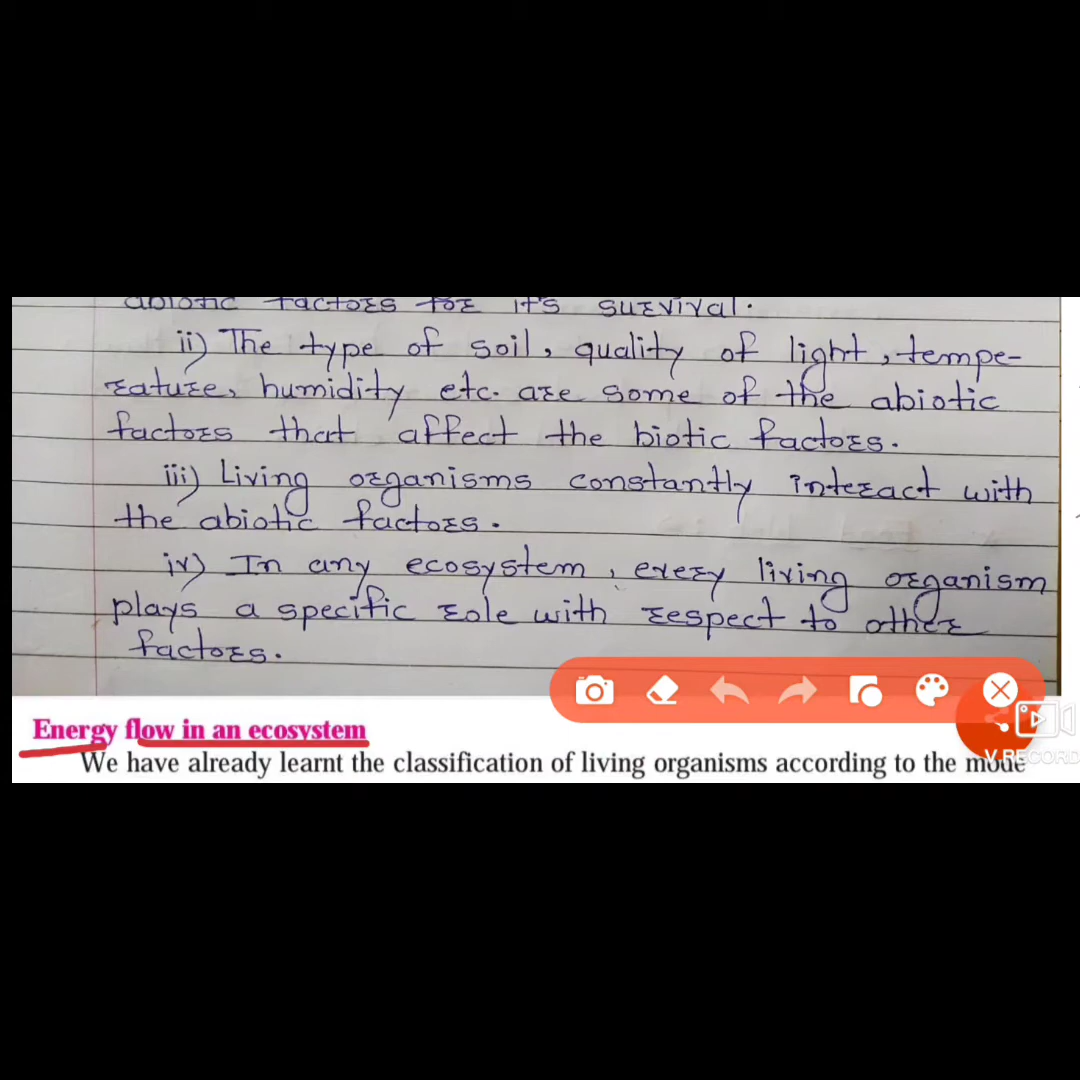 abiotic factors for it's survival.
ii) The type of soil, quality of light, tempe-
rature, humidity etc. are some of the abiotic
factors that affect the biotic factors.
iii) Living organisms constantly interact with
the abiotic factors.
iv) In any ecosystem, every living organism
plays a specific role with respect to other
factors.
Energy flow in an ecosystem
We have already learnt the classification of living organisms according to the mode
V RECORD